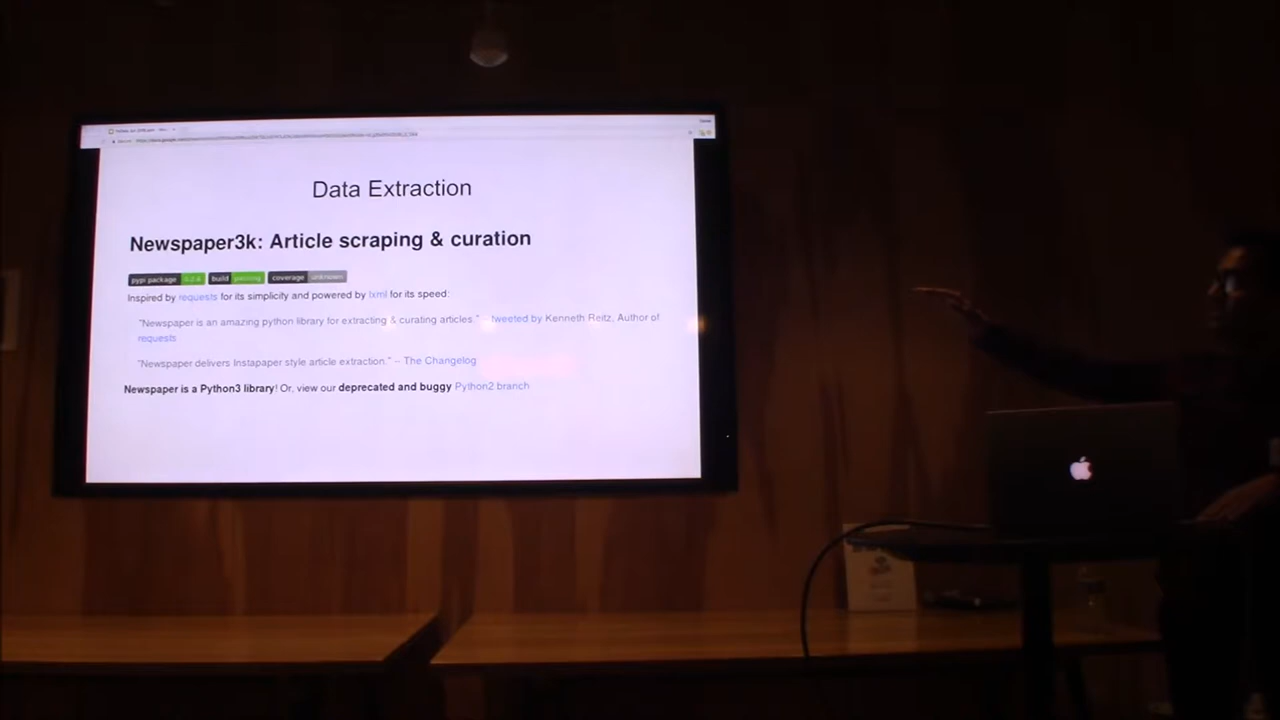 Data Extraction
Newspaper3k: Article scraping & curation
pypi package 0.2.6 build passing coverage unknown
Inspired by requests for its simplicity and powered by lxml for its speed:
"Newspaper is an amazing python library for extracting & curating articles." -- tweeted by Kenneth Reitz, Author of
requests
"Newspaper delivers Instapaper style article extraction." -- The Changelog
Newspaper is a Python3 library! Or, view our deprecated and buggy Python2 branch